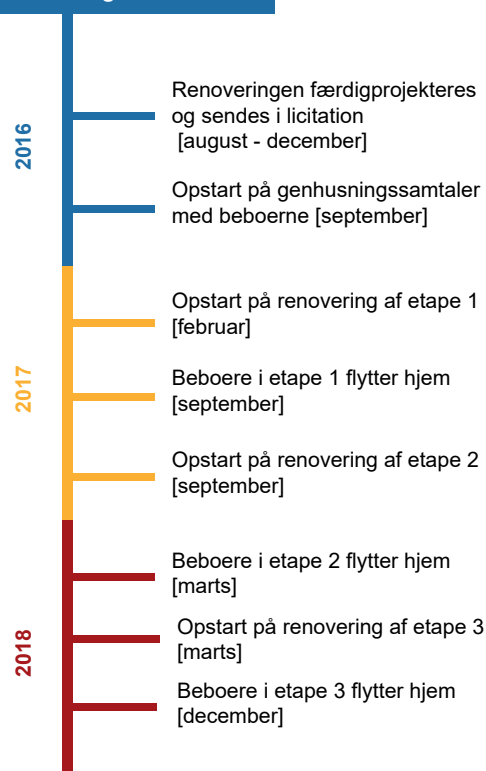 2016
Renoveringen færdigprojekteres
og sendes i licitation
[august - december]
Opstart på genhusningssamtaler
med beboerne [september]
2017
Opstart på renovering af etape 1
[februar]
Beboere i etape 1 flytter hjem
[september]
Opstart på renovering af etape 2
[september]
2018
Beboere i etape 2 flytter hjem
[marts]
Opstart på renovering af etape 3
[marts]
Beboere i etape 3 flytter hjem
[december]